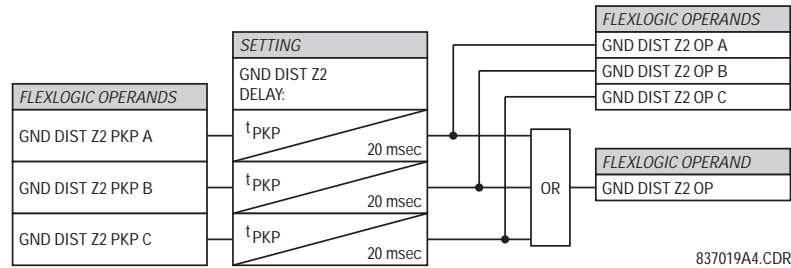 FLEXLOGIC OPERANDS
GND DIST Z2 PKP A
GND DIST Z2 PKP B
GND DIST Z2 PKP C
SETTING
GND DIST Z2
DELAY:
tPKP
20 msec
tPKP
20 msec
tPKP
20 msec
OR
FLEXLOGIC OPERANDS
GND DIST Z2 OP A
GND DIST Z2 OP B
GND DIST Z2 OP C
FLEXLOGIC OPERAND
GND DIST Z2 OP
837019A4.CDR